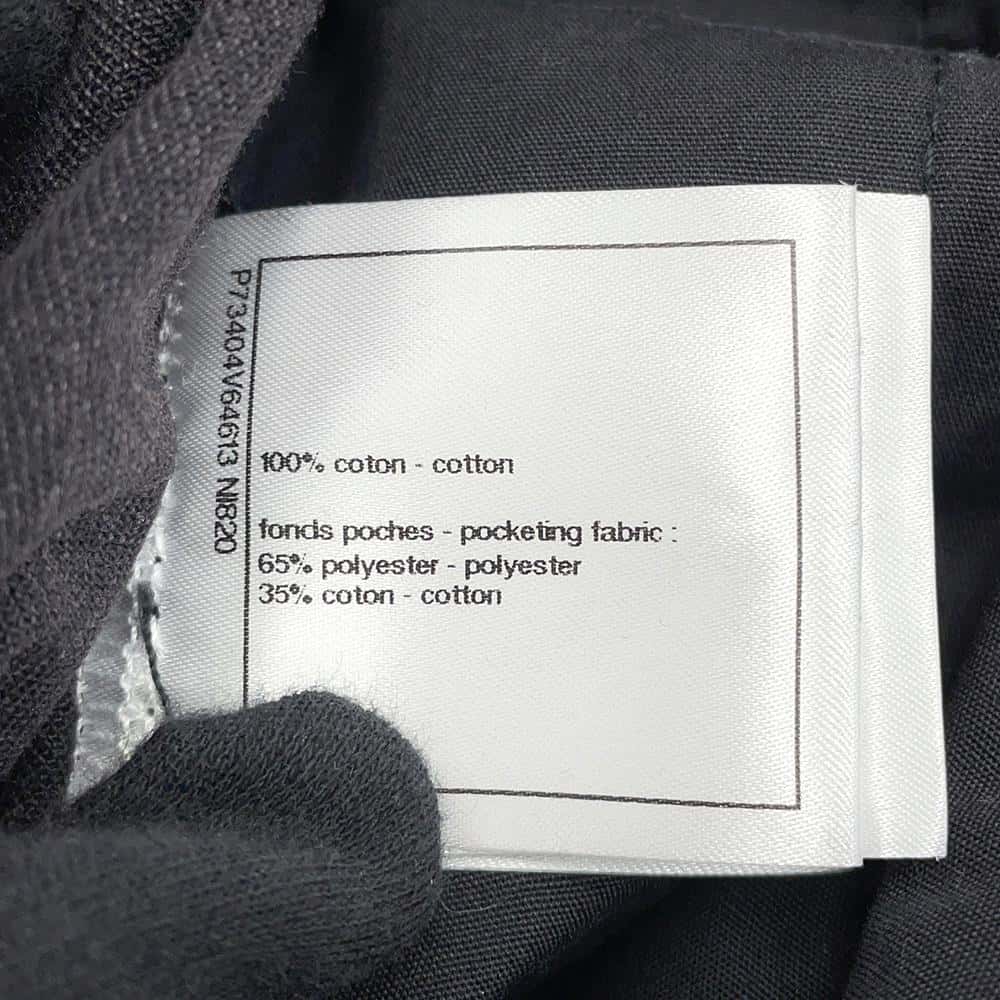 P73404V64613 NI820
100% coton - cotton
fonds poches - pocketing fabric :
65% polyester - polyester
35% coton - cotton